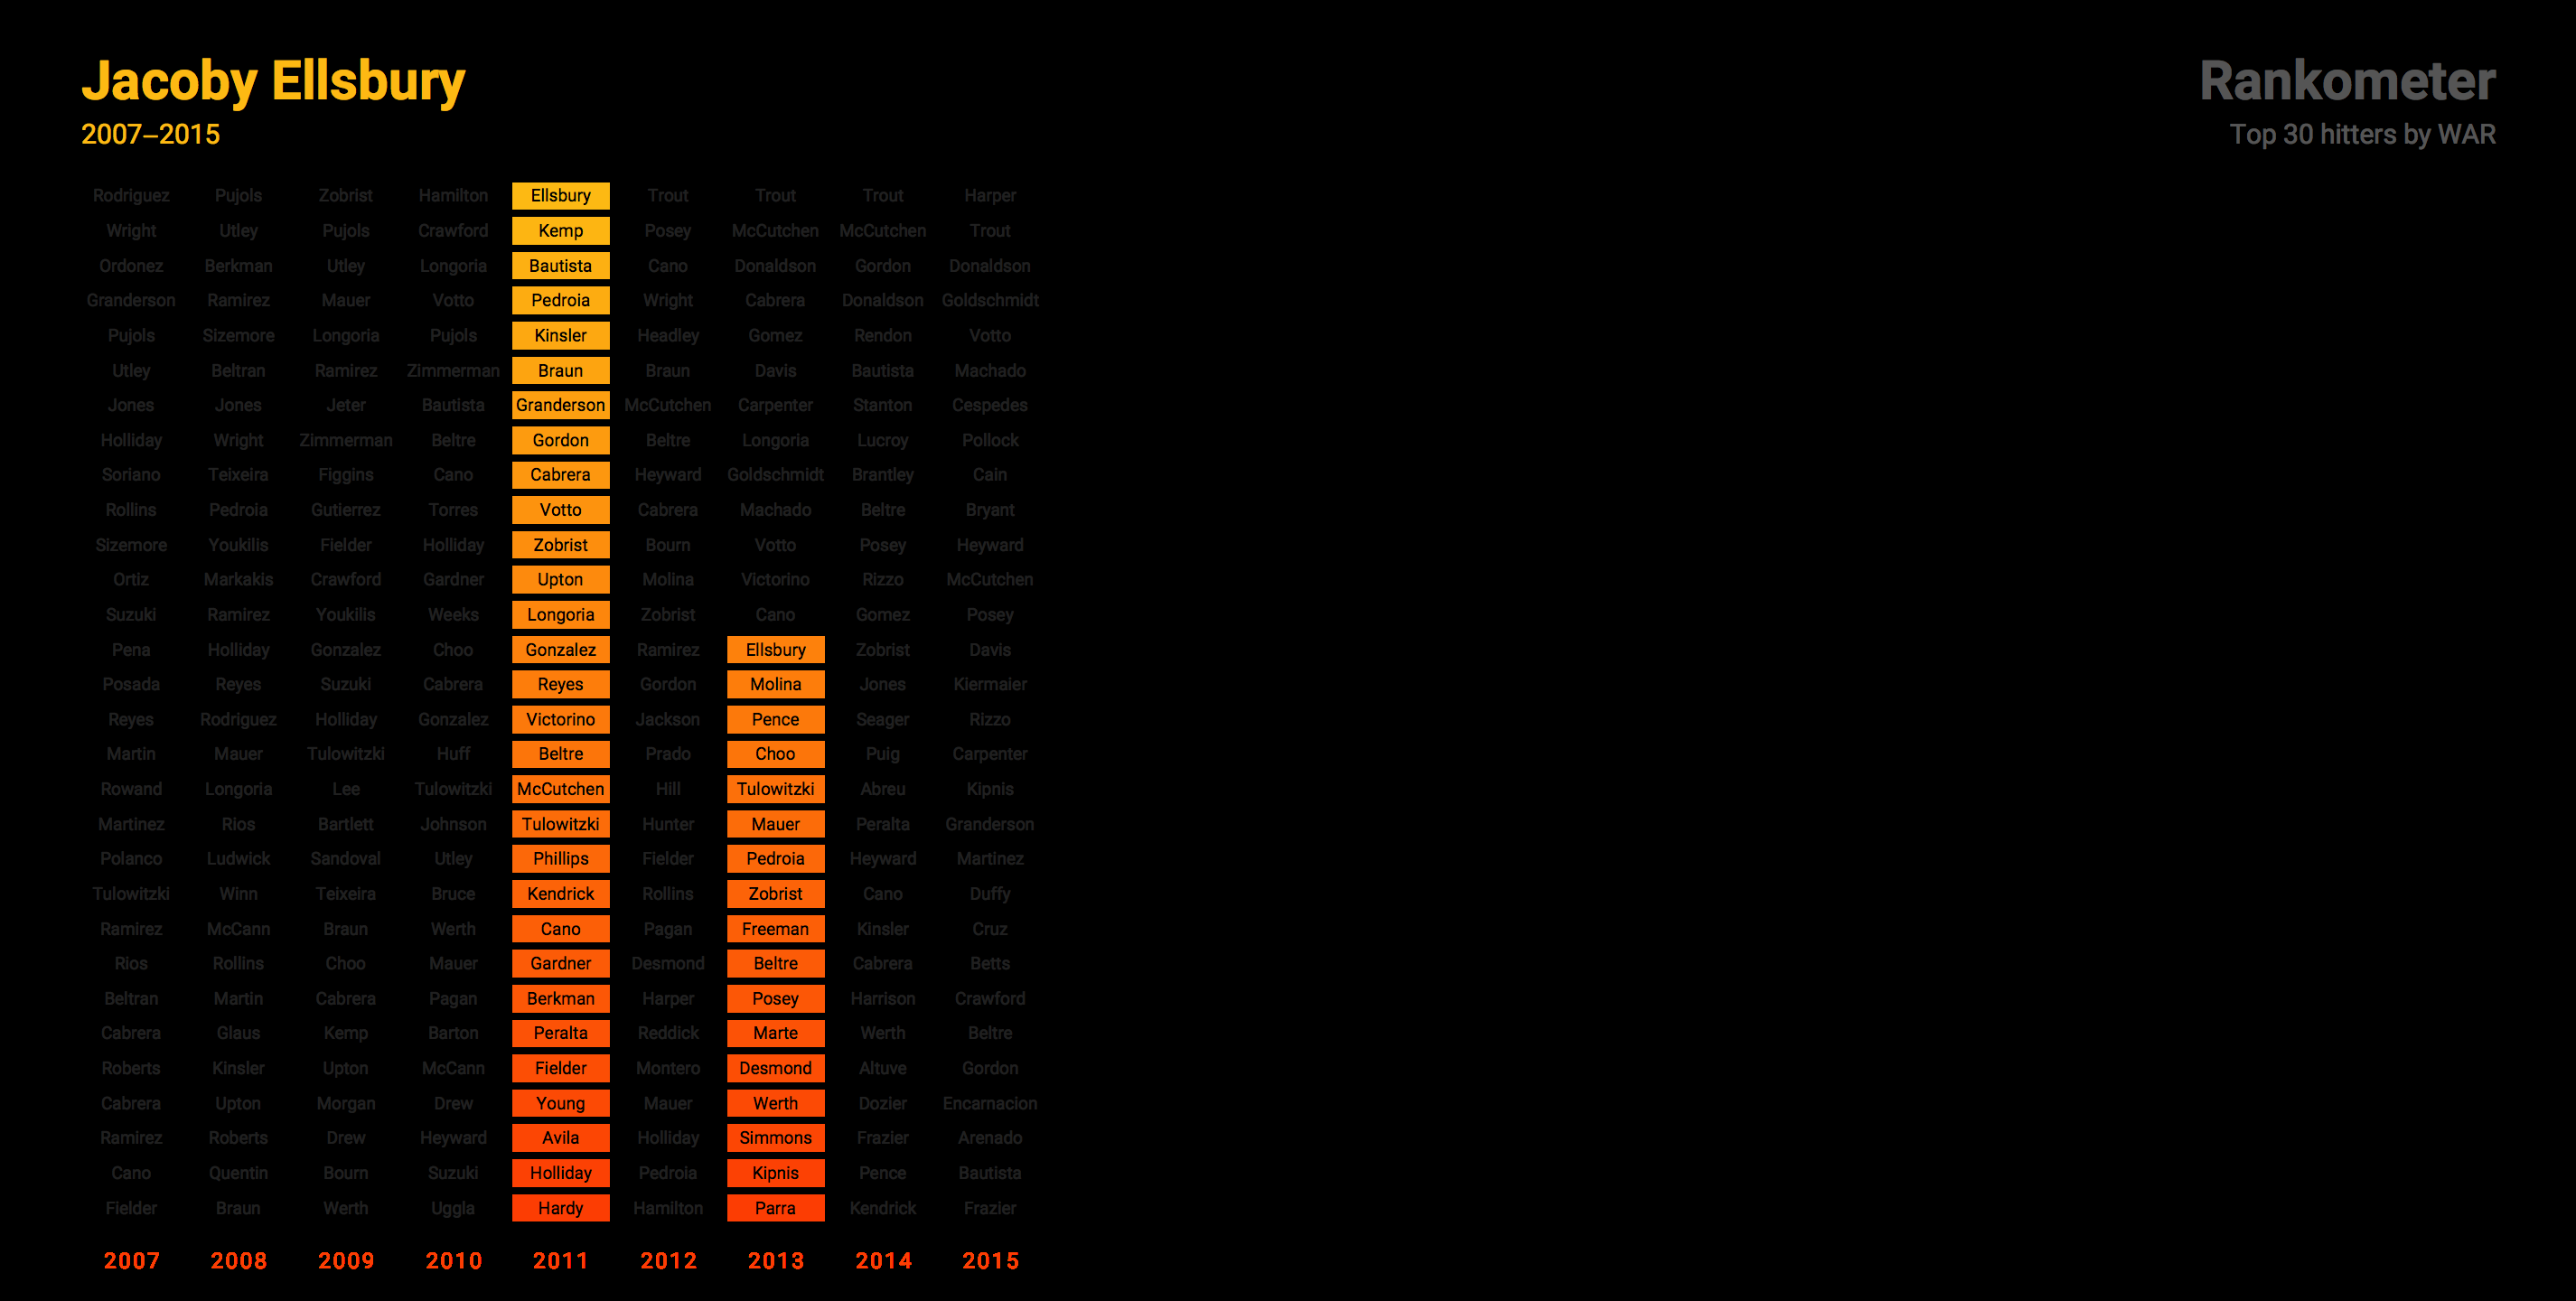 Jacoby Ellsbury
2007–2015
Rankometer
Top 30 hitters by WAR
Rodriguez Pujols Zobrist Hamilton Ellsbury Trout Trout Trout Harper
Wright Utley Pujols Crawford Kemp Posey McCutchen McCutchen Trout
Ordonez Berkman Utley Longoria Bautista Cano Donaldson Gordon Donaldson
Granderson Ramirez Mauer Votto Pedroia Wright Cabrera Donaldson Goldschmidt
Pujols Sizemore Longoria Pujols Kinsler Headley Gomez Rendon Votto
Utley Beltran Ramirez Zimmerman Braun Braun Davis Bautista Machado
Jones Jones Jeter Bautista Granderson McCutchen Carpenter Stanton Cespedes
Holliday Wright Zimmerman Beltre Gordon Beltre Longoria Lucroy Pollock
Soriano Teixeira Figgins Cano Cabrera Heyward Goldschmidt Brantley Cain
Rollins Pedroia Gutierrez Torres Votto Cabrera Machado Beltre Bryant
Sizemore Youkilis Fielder Holliday Zobrist Bourn Votto Posey Heyward
Ortiz Markakis Crawford Gardner Upton Molina Victorino Rizzo McCutchen
Suzuki Ramirez Youkilis Weeks Longoria Zobrist Cano Gomez Posey
Pena Holliday Gonzalez Choo Gonzalez Ramirez Ellsbury Zobrist Davis
Posada Reyes Suzuki Cabrera Reyes Gordon Molina Jones Kiermaier
Reyes Rodriguez Holliday Gonzalez Victorino Jackson Pence Seager Rizzo
Martin Mauer Tulowitzki Huff Beltre Prado Choo Puig Carpenter
Rowand Longoria Lee Tulowitzki McCutchen Hill Tulowitzki Abreu Kipnis
Martinez Rios Bartlett Johnson Tulowitzki Hunter Mauer Peralta Granderson
Polanco Ludwick Sandoval Utley Phillips Fielder Pedroia Heyward Martinez
Tulowitzki Winn Teixeira Bruce Kendrick Rollins Zobrist Cano Duffy
Ramirez McCann Braun Werth Cano Pagan Freeman Kinsler Cruz
Rios Rollins Choo Mauer Gardner Desmond Beltre Cabrera Betts
Beltran Martin Cabrera Pagan Berkman Harper Posey Harrison Crawford
Cabrera Glaus Kemp Barton Peralta Reddick Marte Werth Beltre
Roberts Kinsler Upton McCann Fielder Montero Desmond Altuve Gordon
Cabrera Upton Morgan Drew Young Mauer Werth Dozier Encarnacion
Ramirez Roberts Drew Heyward Avila Holliday Simmons Frazier Arenado
Cano Quentin Bourn Suzuki Holliday Pedroia Kipnis Pence Bautista
Fielder Braun Werth Uggla Hardy Hamilton Parra Kendrick Frazier
2007 2008 2009 2010 2011 2012 2013 2014 2015